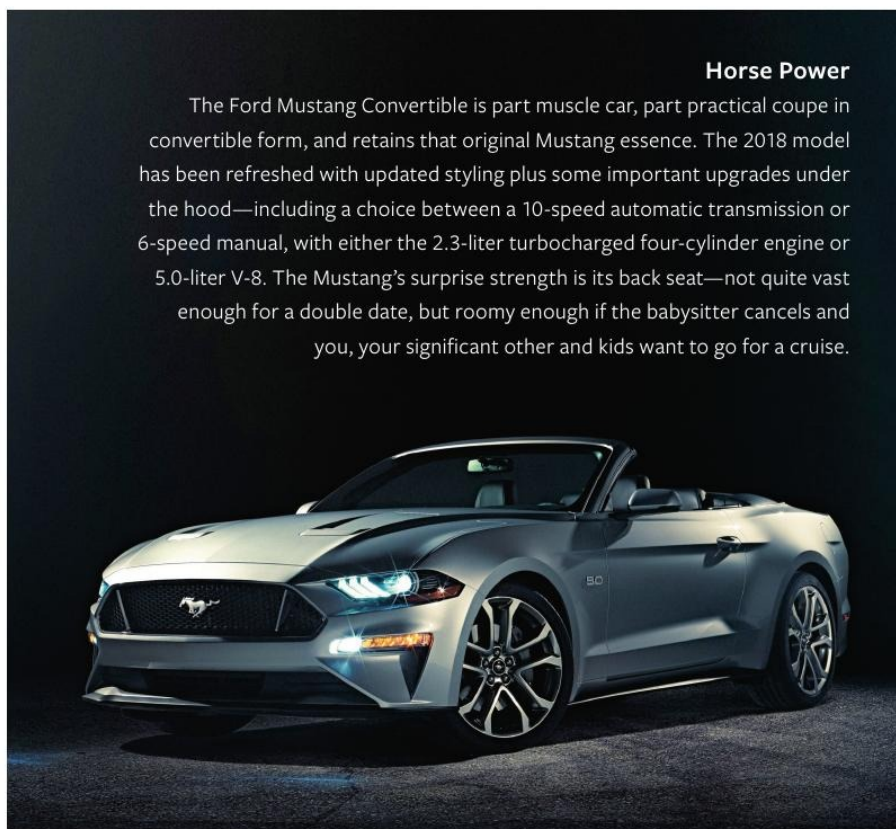 Horse Power
The Ford Mustang Convertible is part muscle car, part practical coupe in
convertible form, and retains that original Mustang essence. The 2018 model
has been refreshed with updated styling plus some important upgrades under
the hood—including a choice between a 10-speed automatic transmission or
6-speed manual, with either the 2.3-liter turbocharged four-cylinder engine or
5.0-liter V-8. The Mustang’s surprise strength is its back seat—not quite vast
enough for a double date, but roomy enough if the babysitter cancels and
you, your significant other and kids want to go for a cruise.
5.0